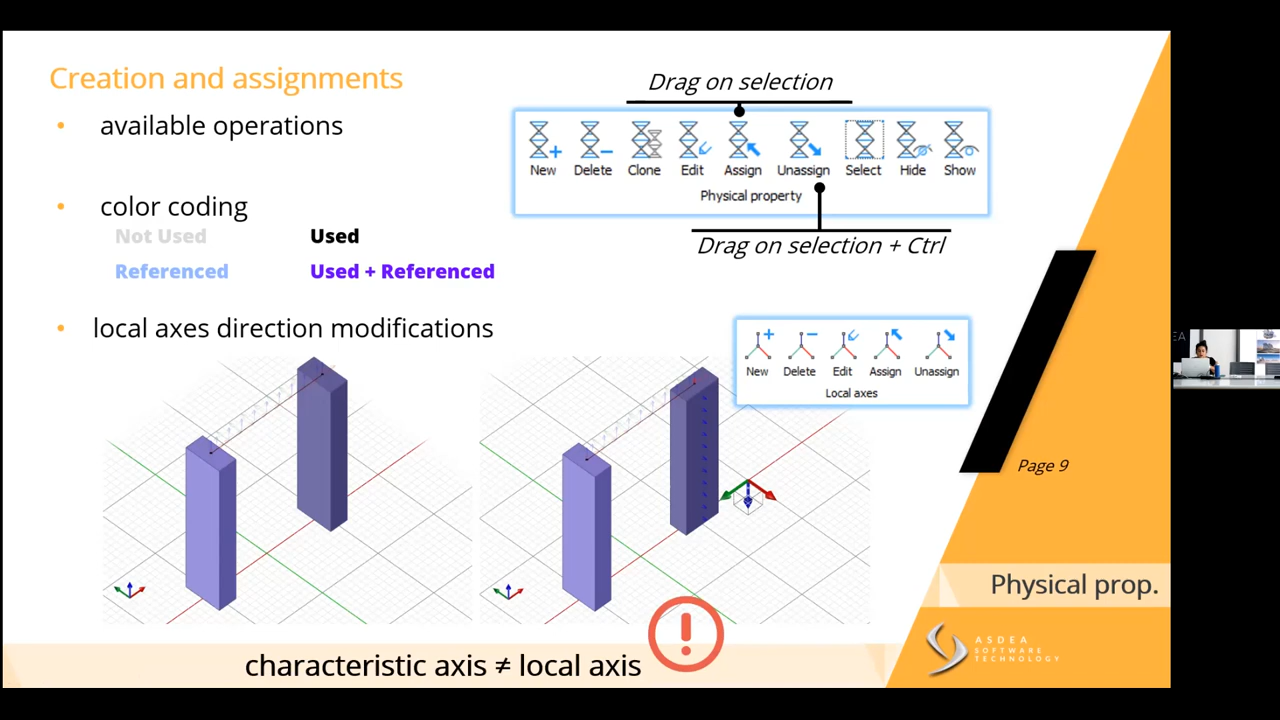 Creation and assignments
Drag on selection
• available operations
New Delete Clone Edit Assign Unassign Select Hide Show
Physical property
• color coding
Not Used Used
Referenced Used + Referenced
Drag on selection + Ctrl
• local axes direction modifications
New Delete Edit Assign Unassign
Local axes
Page 9
Physical prop.
characteristic axis ≠ local axis
!
ASDEA
SOFTWARE
TECHNOLOGY
EA